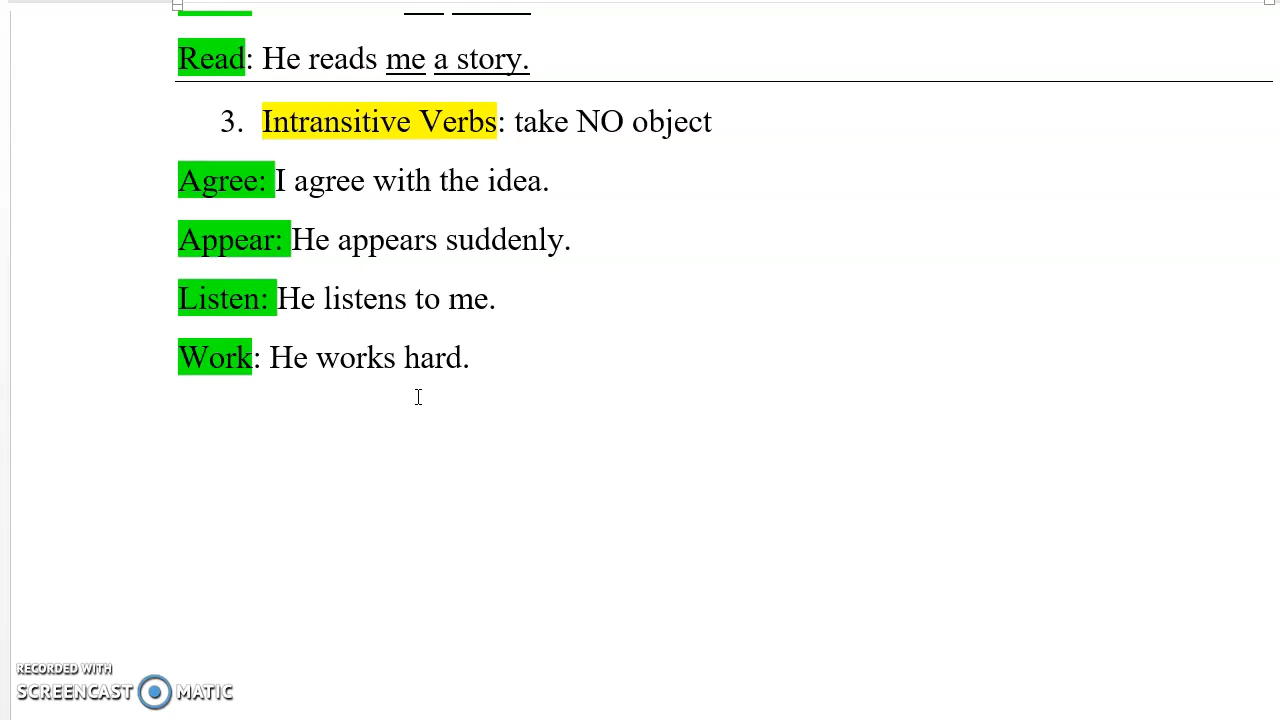 Read: He reads me a story.
3. Intransitive Verbs: take NO object
Agree: I agree with the idea.
Appear: He appears suddenly.
Listen: He listens to me.
Work: He works hard.
RECORDED WITH
SCREENCAST MATIC